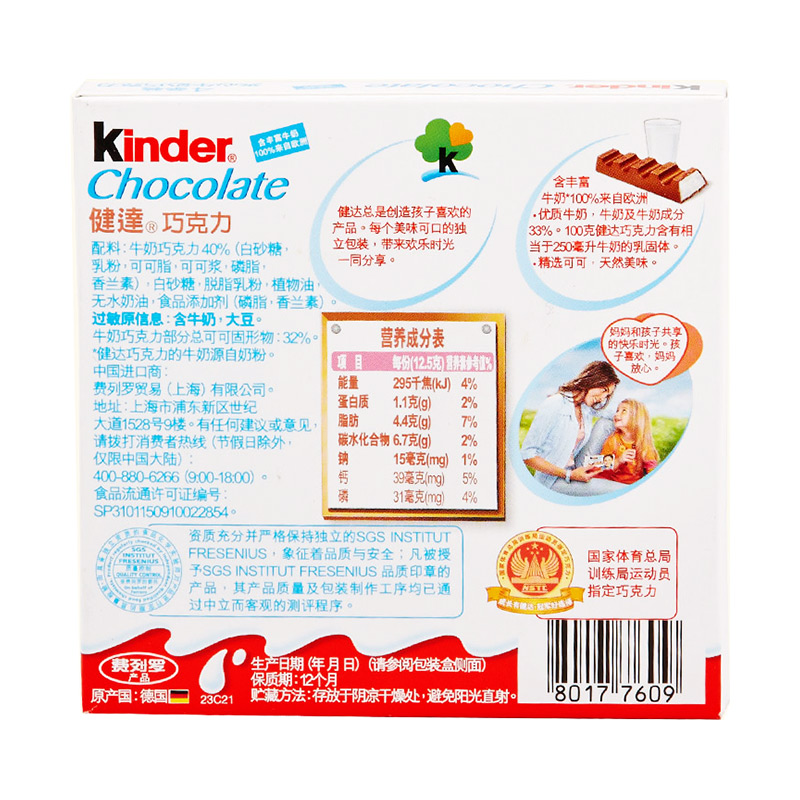 Kinder Chocolate
Kinder®
Chocolate
健達®巧克力
含丰富牛奶
100%来自欧洲
配料：牛奶巧克力40%（白砂糖，
乳粉，可可脂，可可浆，磷脂，
香兰素），白砂糖，脱脂乳粉，植物油，
无水奶油，食品添加剂（磷脂，香兰素）。
过敏原信息：含牛奶，大豆。
牛奶巧克力部分总可可固形物：32%。
*健达巧克力的牛奶源自奶粉。
中国进口商：
费列罗贸易（上海）有限公司。
地址：上海市浦东新区世纪
大道1528号9楼。有任何建议或意见，
请拨打消费者热线（节假日除外，
仅限中国大陆）：
400-880-6266 (9:00-18:00)。
食品流通许可证编号：
SP3101150910022854。
k
健达总是创造孩子喜欢的
产品。每个美味可口的独
立包装，带来欢乐时光
一同分享。
含丰富
牛奶*100%来自欧洲
·优质牛奶，牛奶及牛奶成分
33%。100克健达巧克力含有相
当于250毫升牛奶的乳固体。
·精选可可，天然美味。
营养成分表
项 目 每份(12.5克) 营养素参考值%
能量 295千焦(kJ) 4%
蛋白质 1.1克(g) 2%
脂肪 4.4克(g) 7%
碳水化合物 6.7克(g) 2%
钠 15毫克(mg) 1%
钙 39毫克(mg) 5%
磷 31毫克(mg) 4%
妈妈和孩子共享
的快乐时光。孩
子喜欢，妈妈
放心。
SGS
INSTITUT
FRESENIUS
质量控制
QUALITY CONTROL
资质充分并严格保持独立的SGS INSTITUT
FRESENIUS，象征着品质与安全；凡被授
予SGS INSTITUT FRESENIUS 品质印章的
产品，其产品质量及包装制作工序均已通
过中立而客观的测评程序。
NSTC
国家体育总局
训练局运动员
指定巧克力
费列罗
产品
原产国：德国
23C21
生产日期（年月日）（请参阅包装盒侧面）
保质期：12个月
贮藏方法：存放于阴凉干燥处，避免阳光直射。
8017 7609